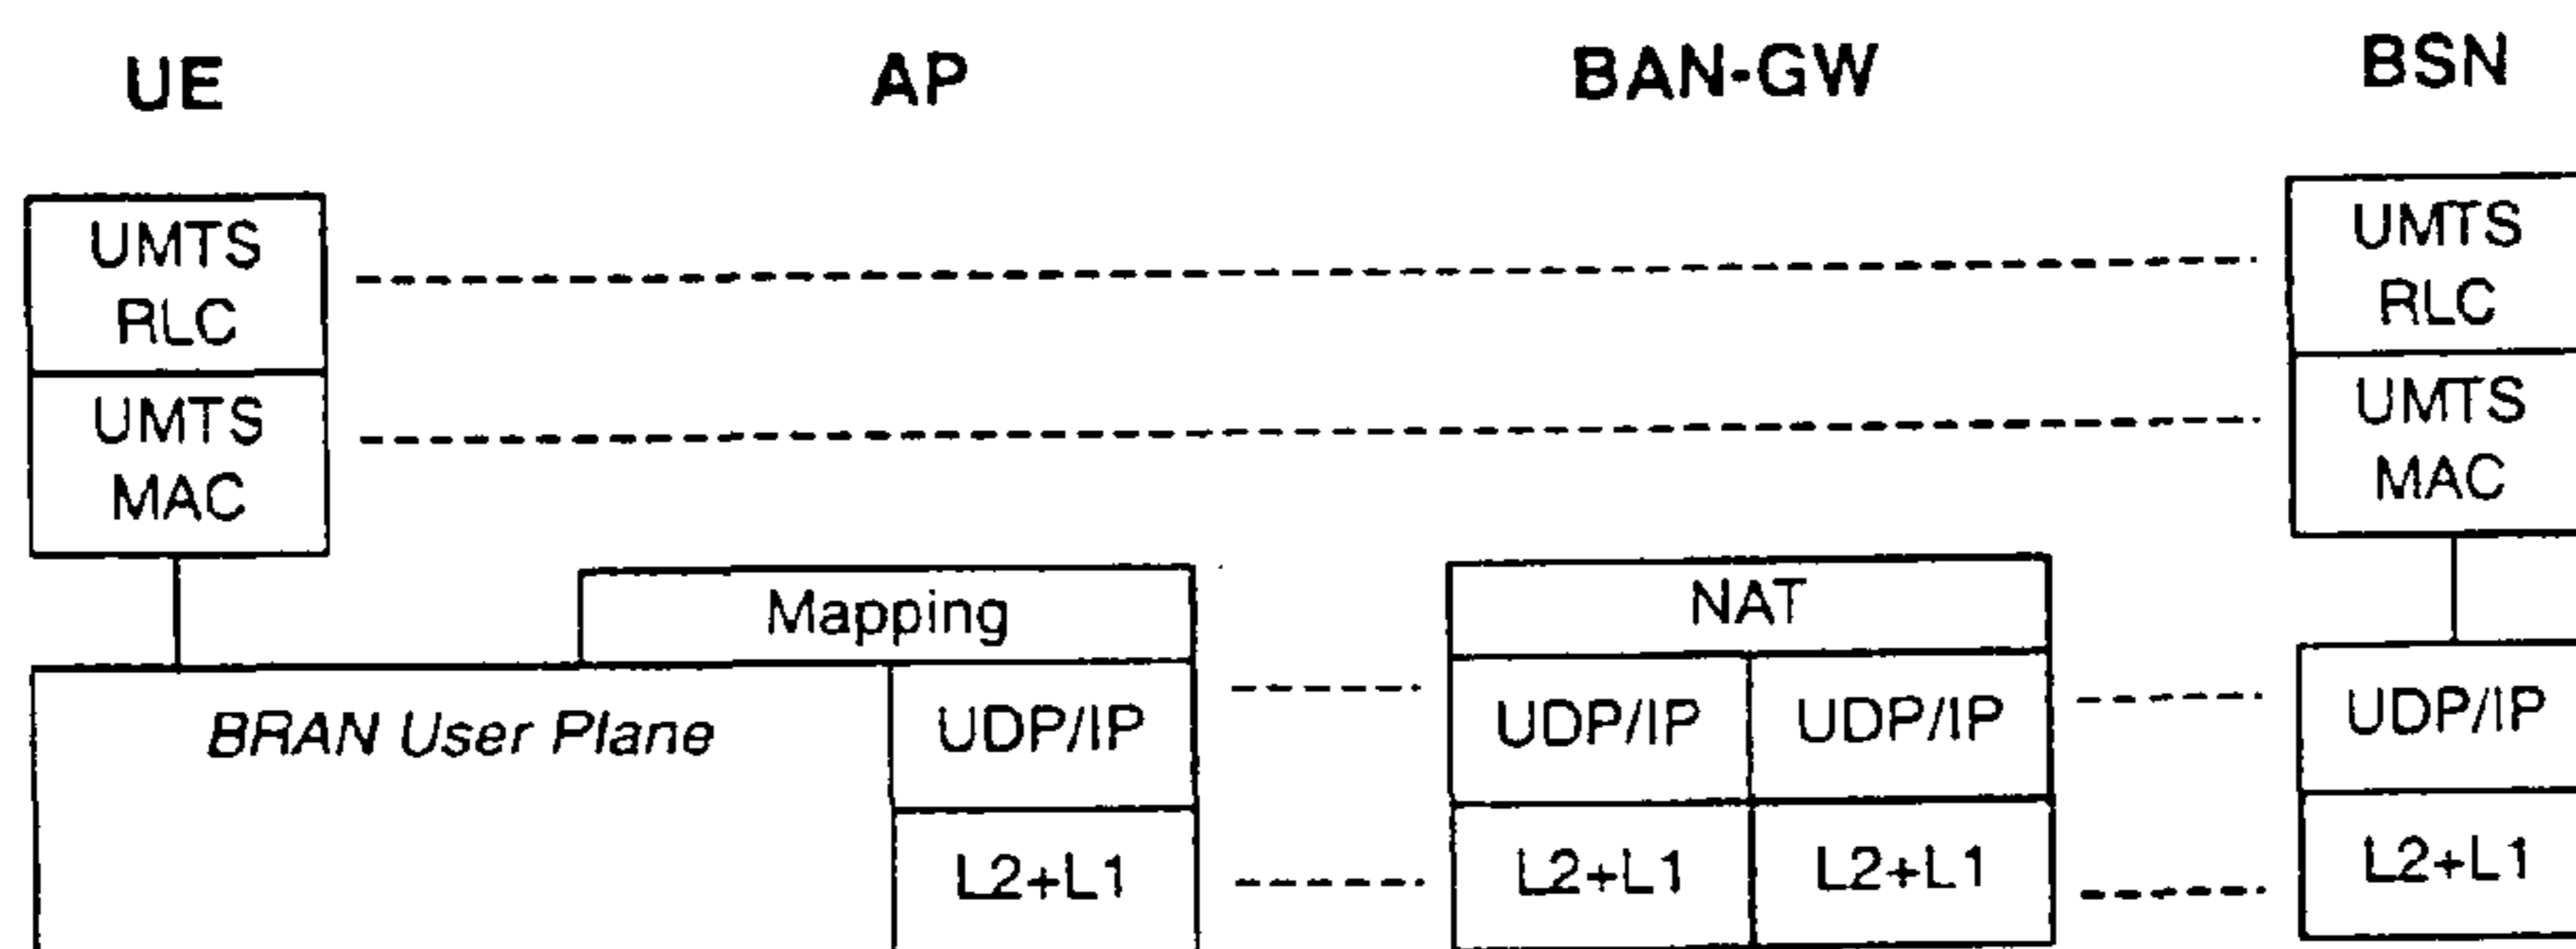 UE AP BAN-GW BSN
UMTS
RLC
UMTS
MAC
UMTS
RLC
UMTS
MAC
Mapping
NAT
BRAN User Plane
UDP/IP
UDP/IP
UDP/IP
UDP/IP
L2+L1
L2+L1
L2+L1
L2+L1